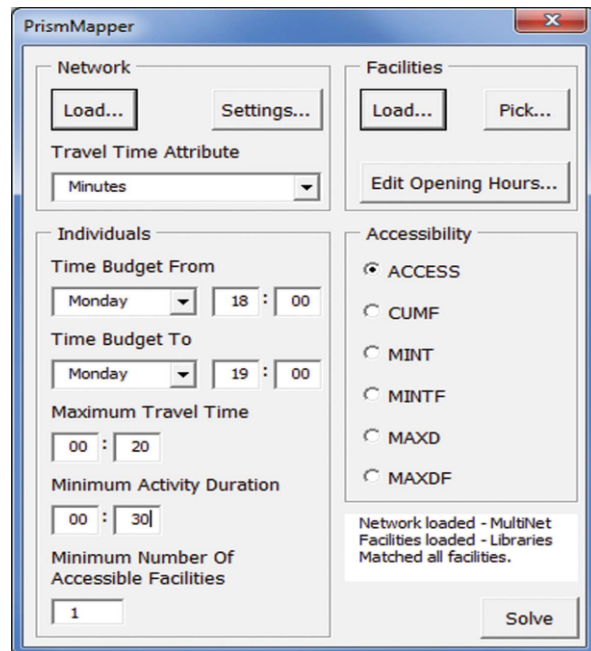 PrismMapper
Network
Load...
Settings...
Travel Time Attribute
Minutes
Facilities
Load...
Pick...
Edit Opening Hours...
Individuals
Time Budget From
Monday 18 : 00
Time Budget To
Monday 19 : 00
Maximum Travel Time
00 : 20
Minimum Activity Duration
00 : 30
Minimum Number Of
Accessible Facilities
1
Accessibility
ACCESS
CUMF
MINT
MINTF
MAXD
MAXDF
Network loaded - MultiNet
Facilities loaded - Libraries
Matched all facilities.
Solve